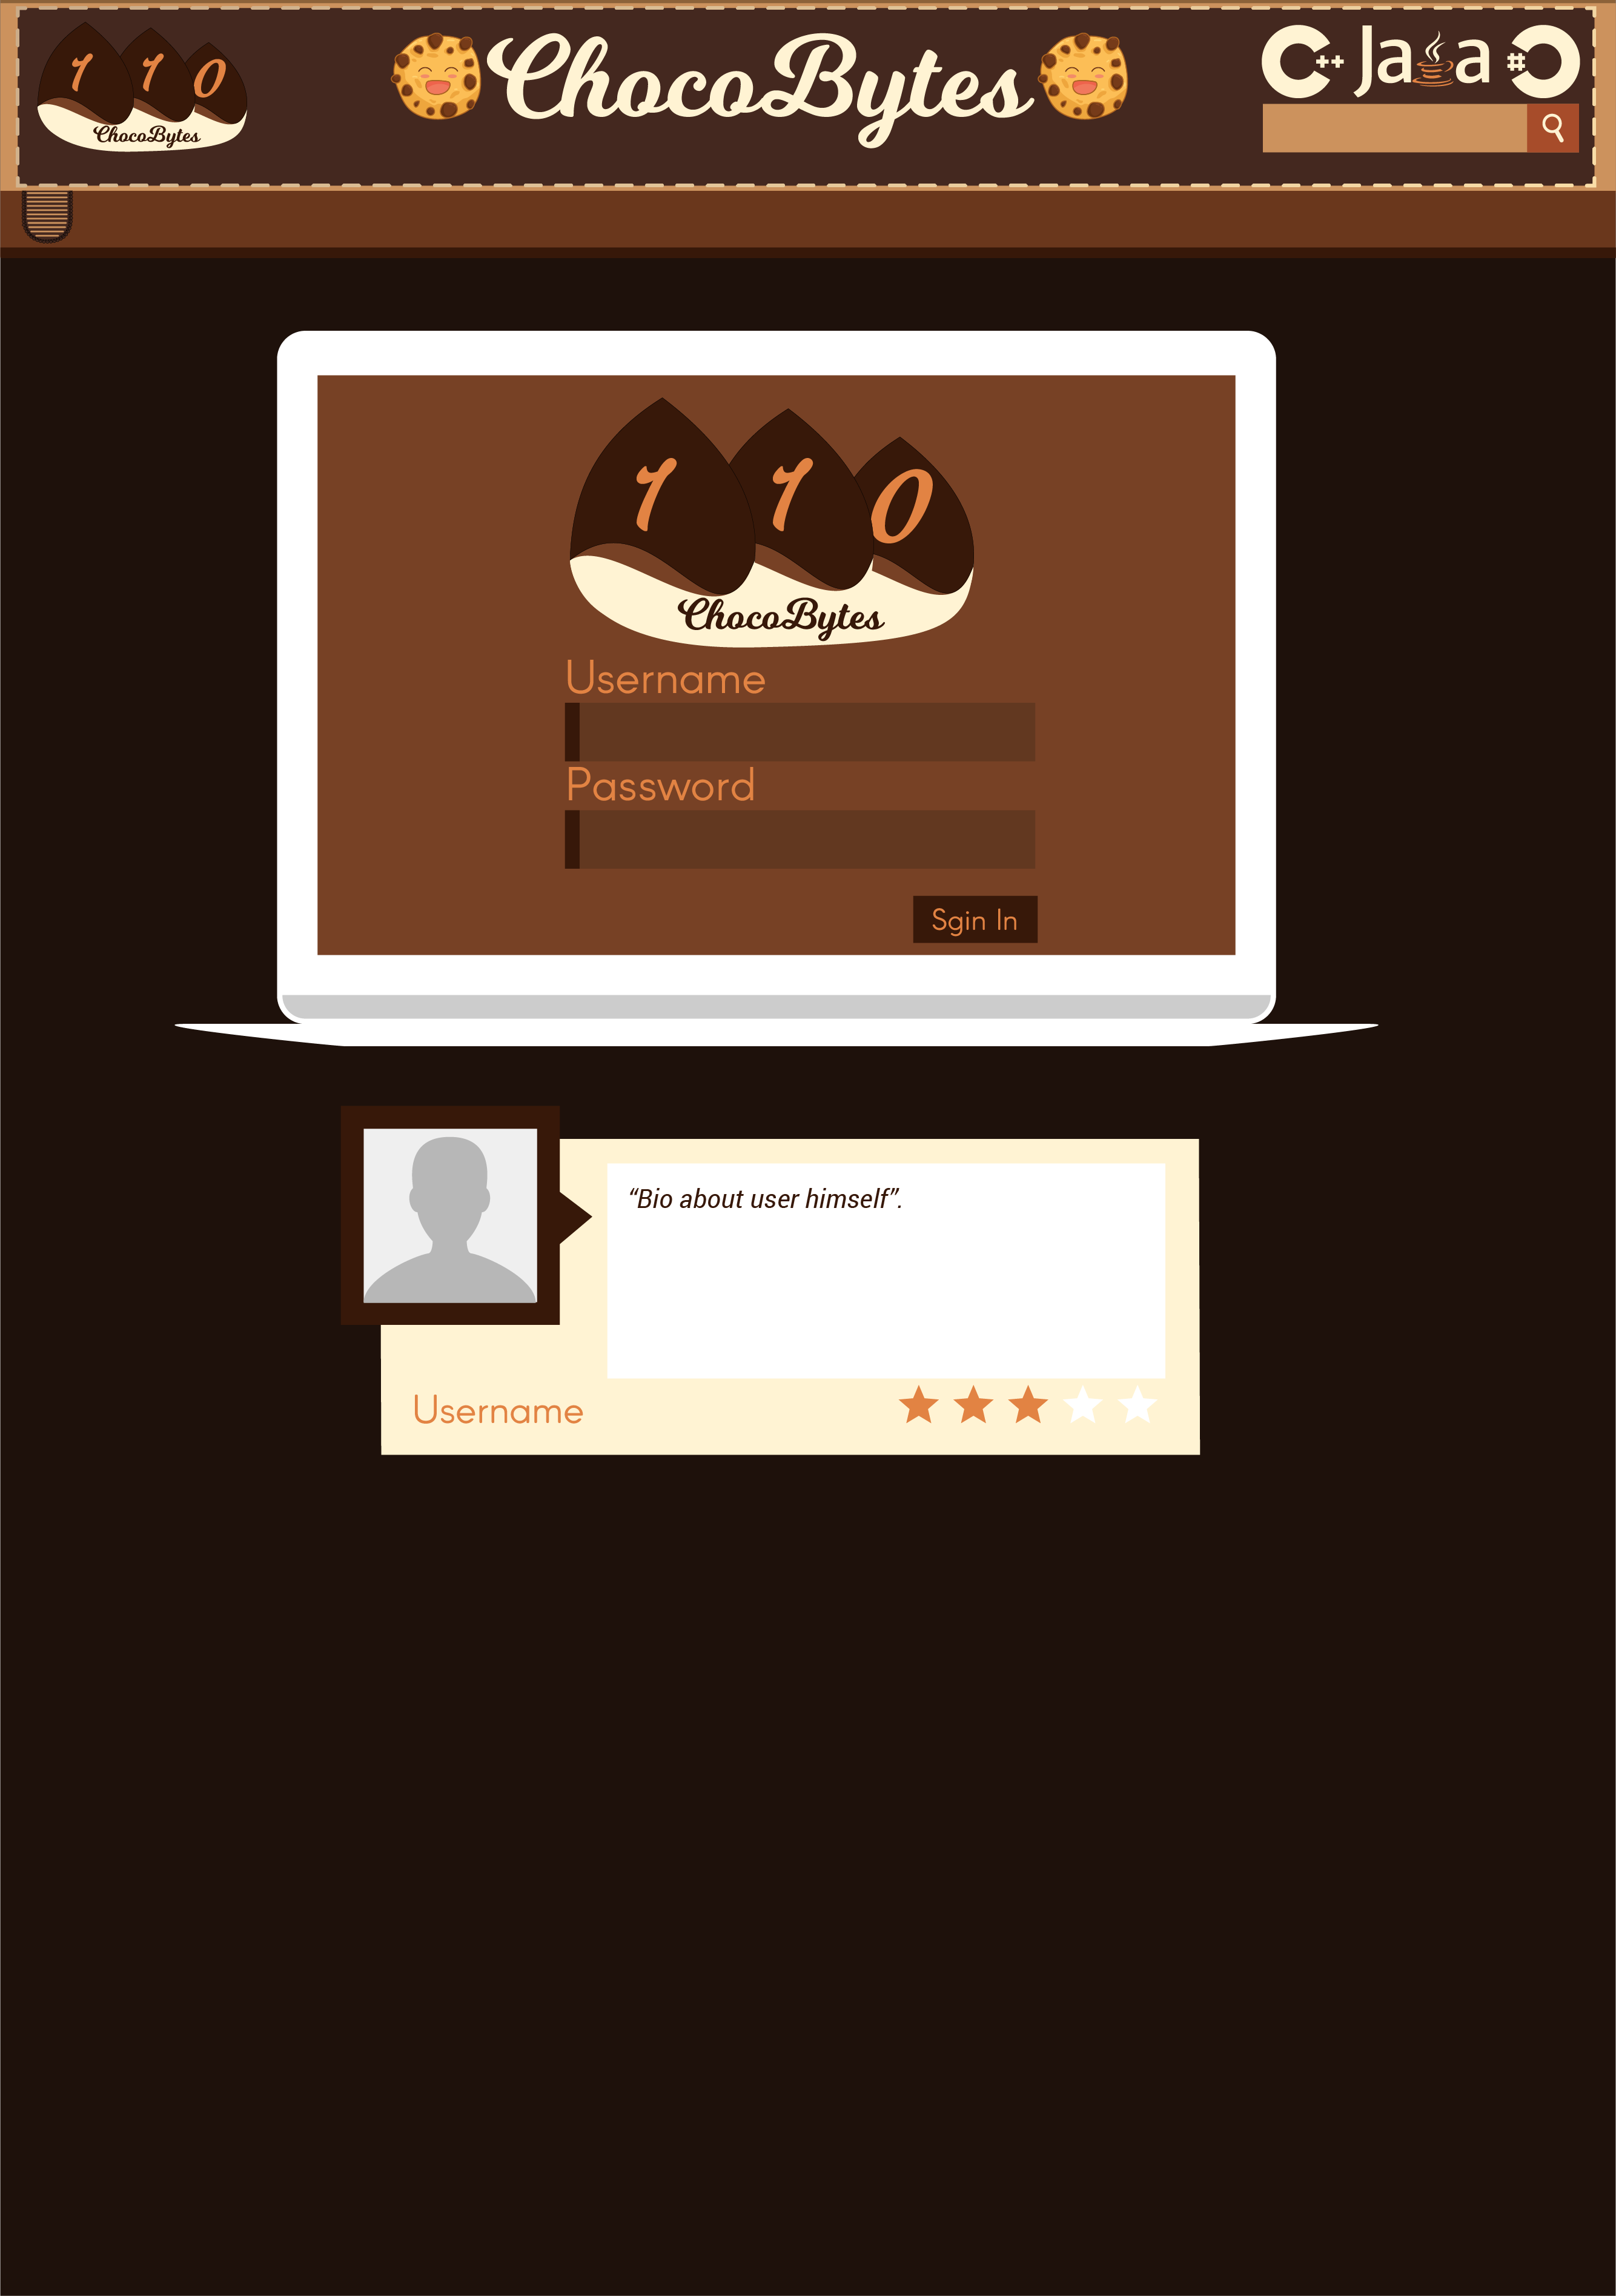 1 1 0
ChocoBytes
ChocoBytes
C++ Java #C
1 1 0
ChocoBytes
Username
Password
Sgin In
“Bio about user himself”.
Username